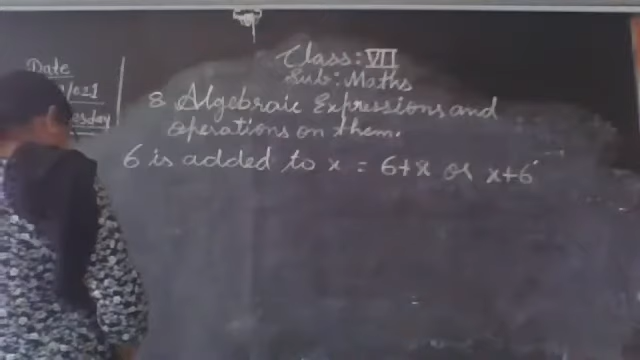 Class: VII
Sub: Maths
Date
8 Algebraic Expressions and
operations on them.
6 is added to x = 6+x or x+6